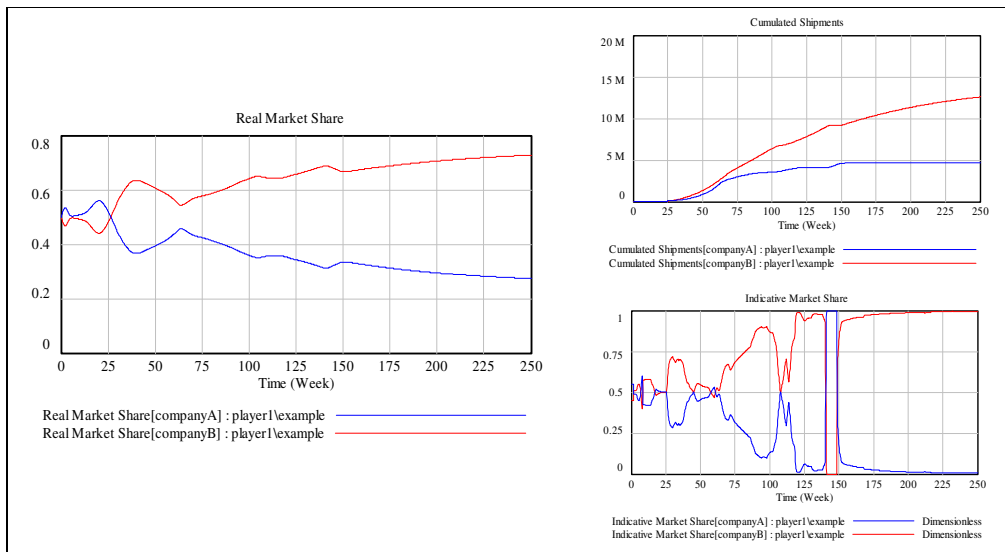 Real Market Share
0.8
0.6
0.4
0.2
0
0 25 50 75 100 125 150 175 200 225 250
Time (Week)
Real Market Share[companyA] : player1\example
Real Market Share[companyB] : player1\example
Cumulated Shipments
20 M
15 M
10 M
5 M
0
0 25 50 75 100 125 150 175 200 225 250
Time (Week)
Cumulated Shipments[companyA] : player1\example
Cumulated Shipments[companyB] : player1\example
Indicative Market Share
1
0.75
0.5
0.25
0
0 25 50 75 100 125 150 175 200 225 250
Time (Week)
Indicative Market Share[companyA] : player1\example Dimensionless
Indicative Market Share[companyB] : player1\example Dimensionless